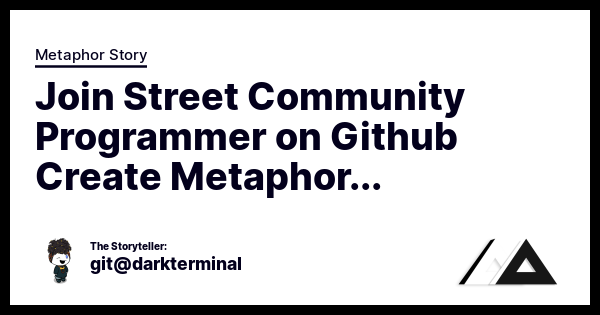 Metaphor Story
Join Street Community
Programmer on Github
Create Metaphor...
The Storyteller:
git@darkterminal